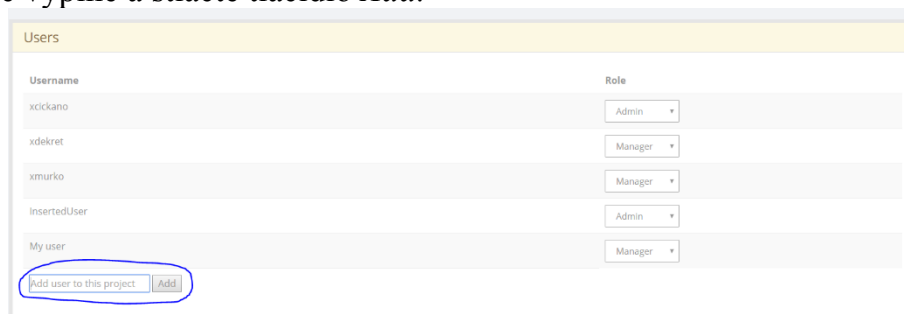 vyplňte a stlačte tlačidlo Add.
Users
Username Role
xcickano Admin
xdekret Manager
xmurko Manager
InsertedUser Admin
My user Manager
Add user to this project Add